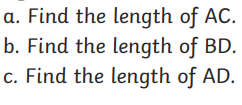 a. Find the length of AC.
b. Find the length of BD.
c. Find the length of AD.